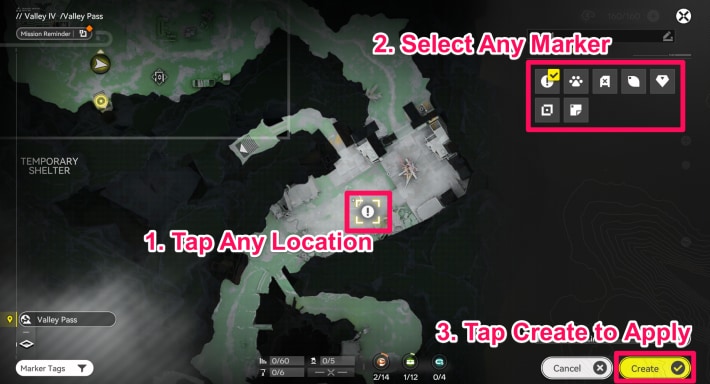 // Valley IV /Valley Pass
Mission Reminder
2. Select Any Marker
TEMPORARY
SHELTER
1. Tap Any Location
Valley Pass
3. Tap Create to Apply
0/60
0/5
0/6
2/14
1/12
0/4
Marker Tags
Cancel
Create